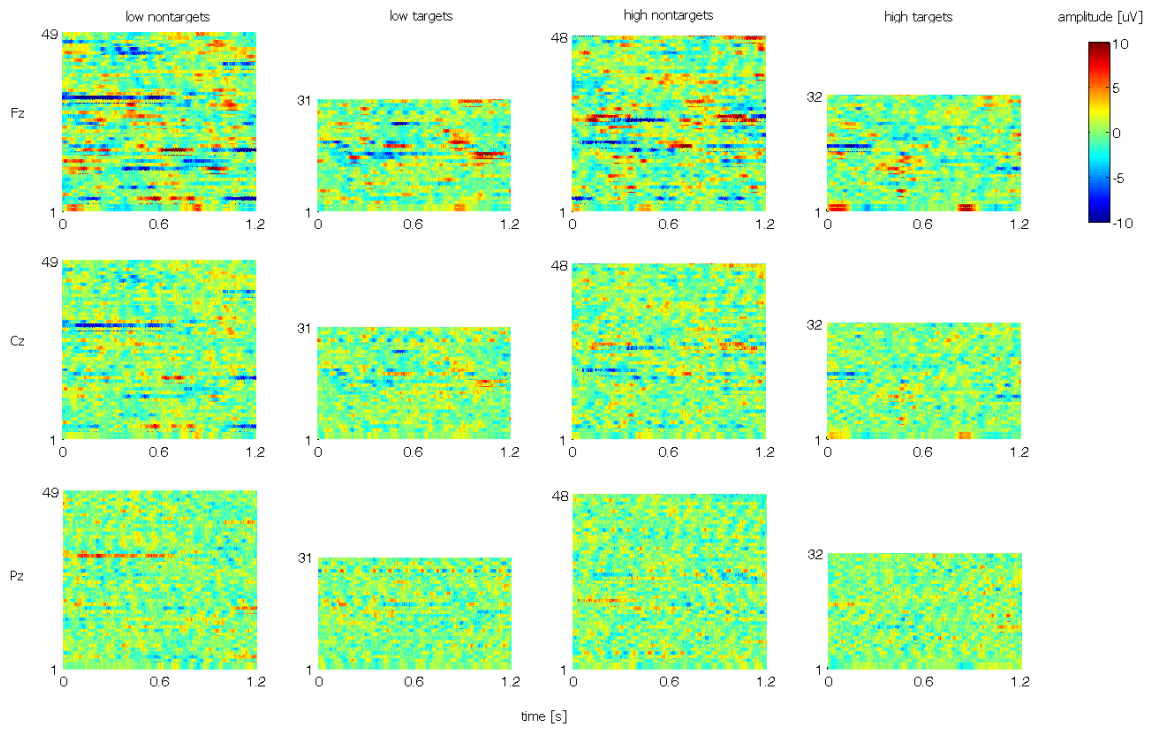 low nontargets low targets high nontargets high targets amplitude [uV]
49 48 10
31 32 5
Fz 0
-5
1 1 1 1 -10
0 0.6 1.2 0 0.6 1.2 0 0.6 1.2 0 0.6 1.2
49 48
31 32
Cz
1 1 1 1
0 0.6 1.2 0 0.6 1.2 0 0.6 1.2 0 0.6 1.2
49 48
31 32
Pz
1 1 1 1
0 0.6 1.2 0 0.6 1.2 0 0.6 1.2 0 0.6 1.2
time [s]